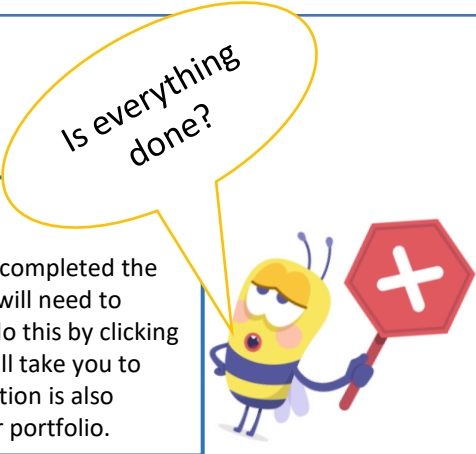 Is everything
done?
completed the
will need to
do this by clicking
ll take you to
tion is also
r portfolio.